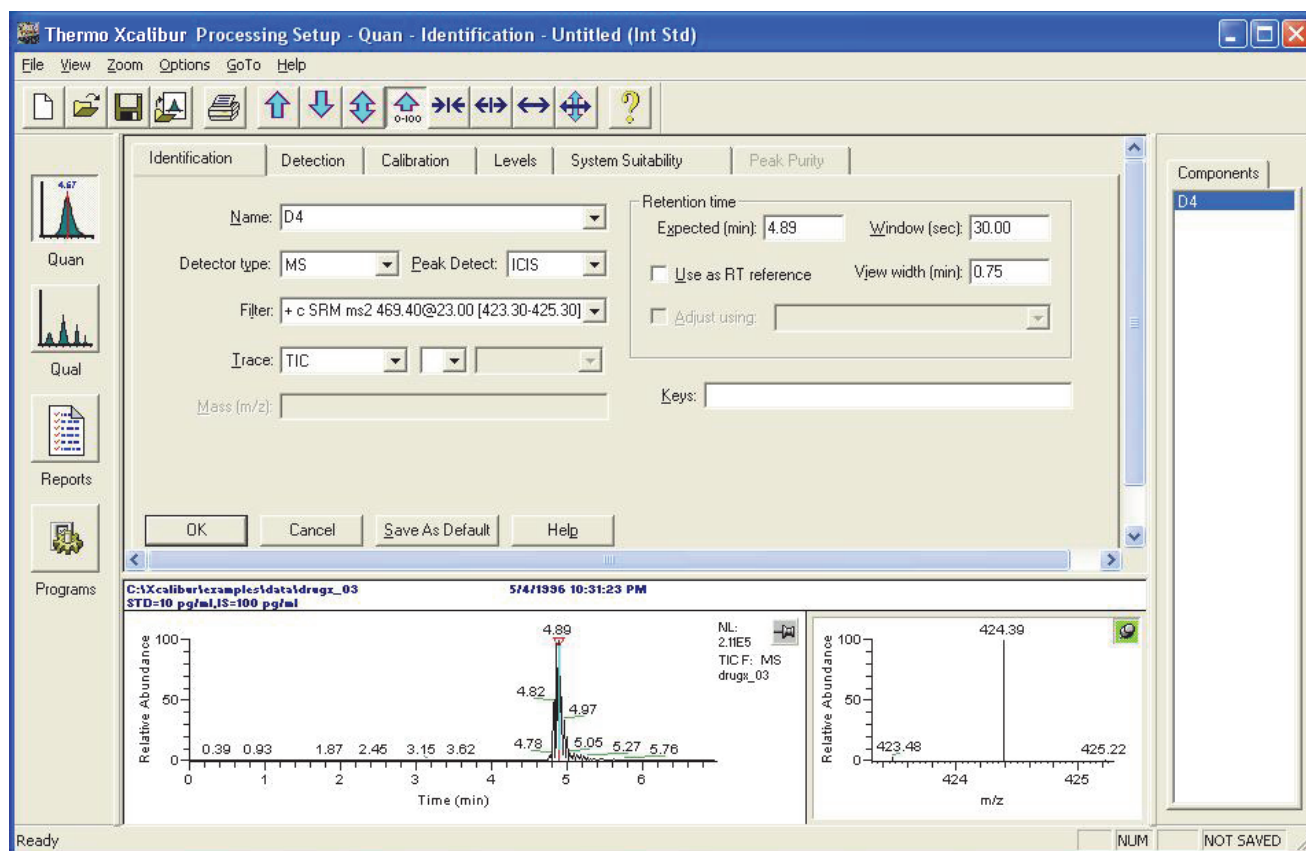 Thermo Xcalibur Processing Setup - Quan - Identification - Untitled (Int Std)
File View Zoom Options GoTo Help
0-100
Identification Detection Calibration Levels System Suitability Peak Purity
Name: D4
Detector type: MS Peak Detect: ICIS
Filter: + c SRM ms2 469.40@23.00 [423.30-425.30]
Trace: TIC
Mass (m/z):
Retention time
Expected (min): 4.89 Window (sec): 30.00
Use as RT reference View width (min): 0.75
Adjust using:
Keys:
OK Cancel Save As Default Help
4.67
Quan
Qual
Reports
Programs
Components
D4
C:\Xcalibur\examples\data\drugx_03 5/4/1996 10:31:23 PM
STD=10 pg/ml,IS=100 pg/ml
Relative Abundance
100
50
0
4.89
4.82
4.97
0.39 0.93 1.87 2.45 3.15 3.62 4.78 5.05 5.27 5.76
0 1 2 3 4 5 6
Time (min)
NL:
2.11E5
TIC F: MS
drugx_03
Relative Abundance
100
50
0
424.39
423.48 425.22
424 425
m/z
Ready NUM NOT SAVED